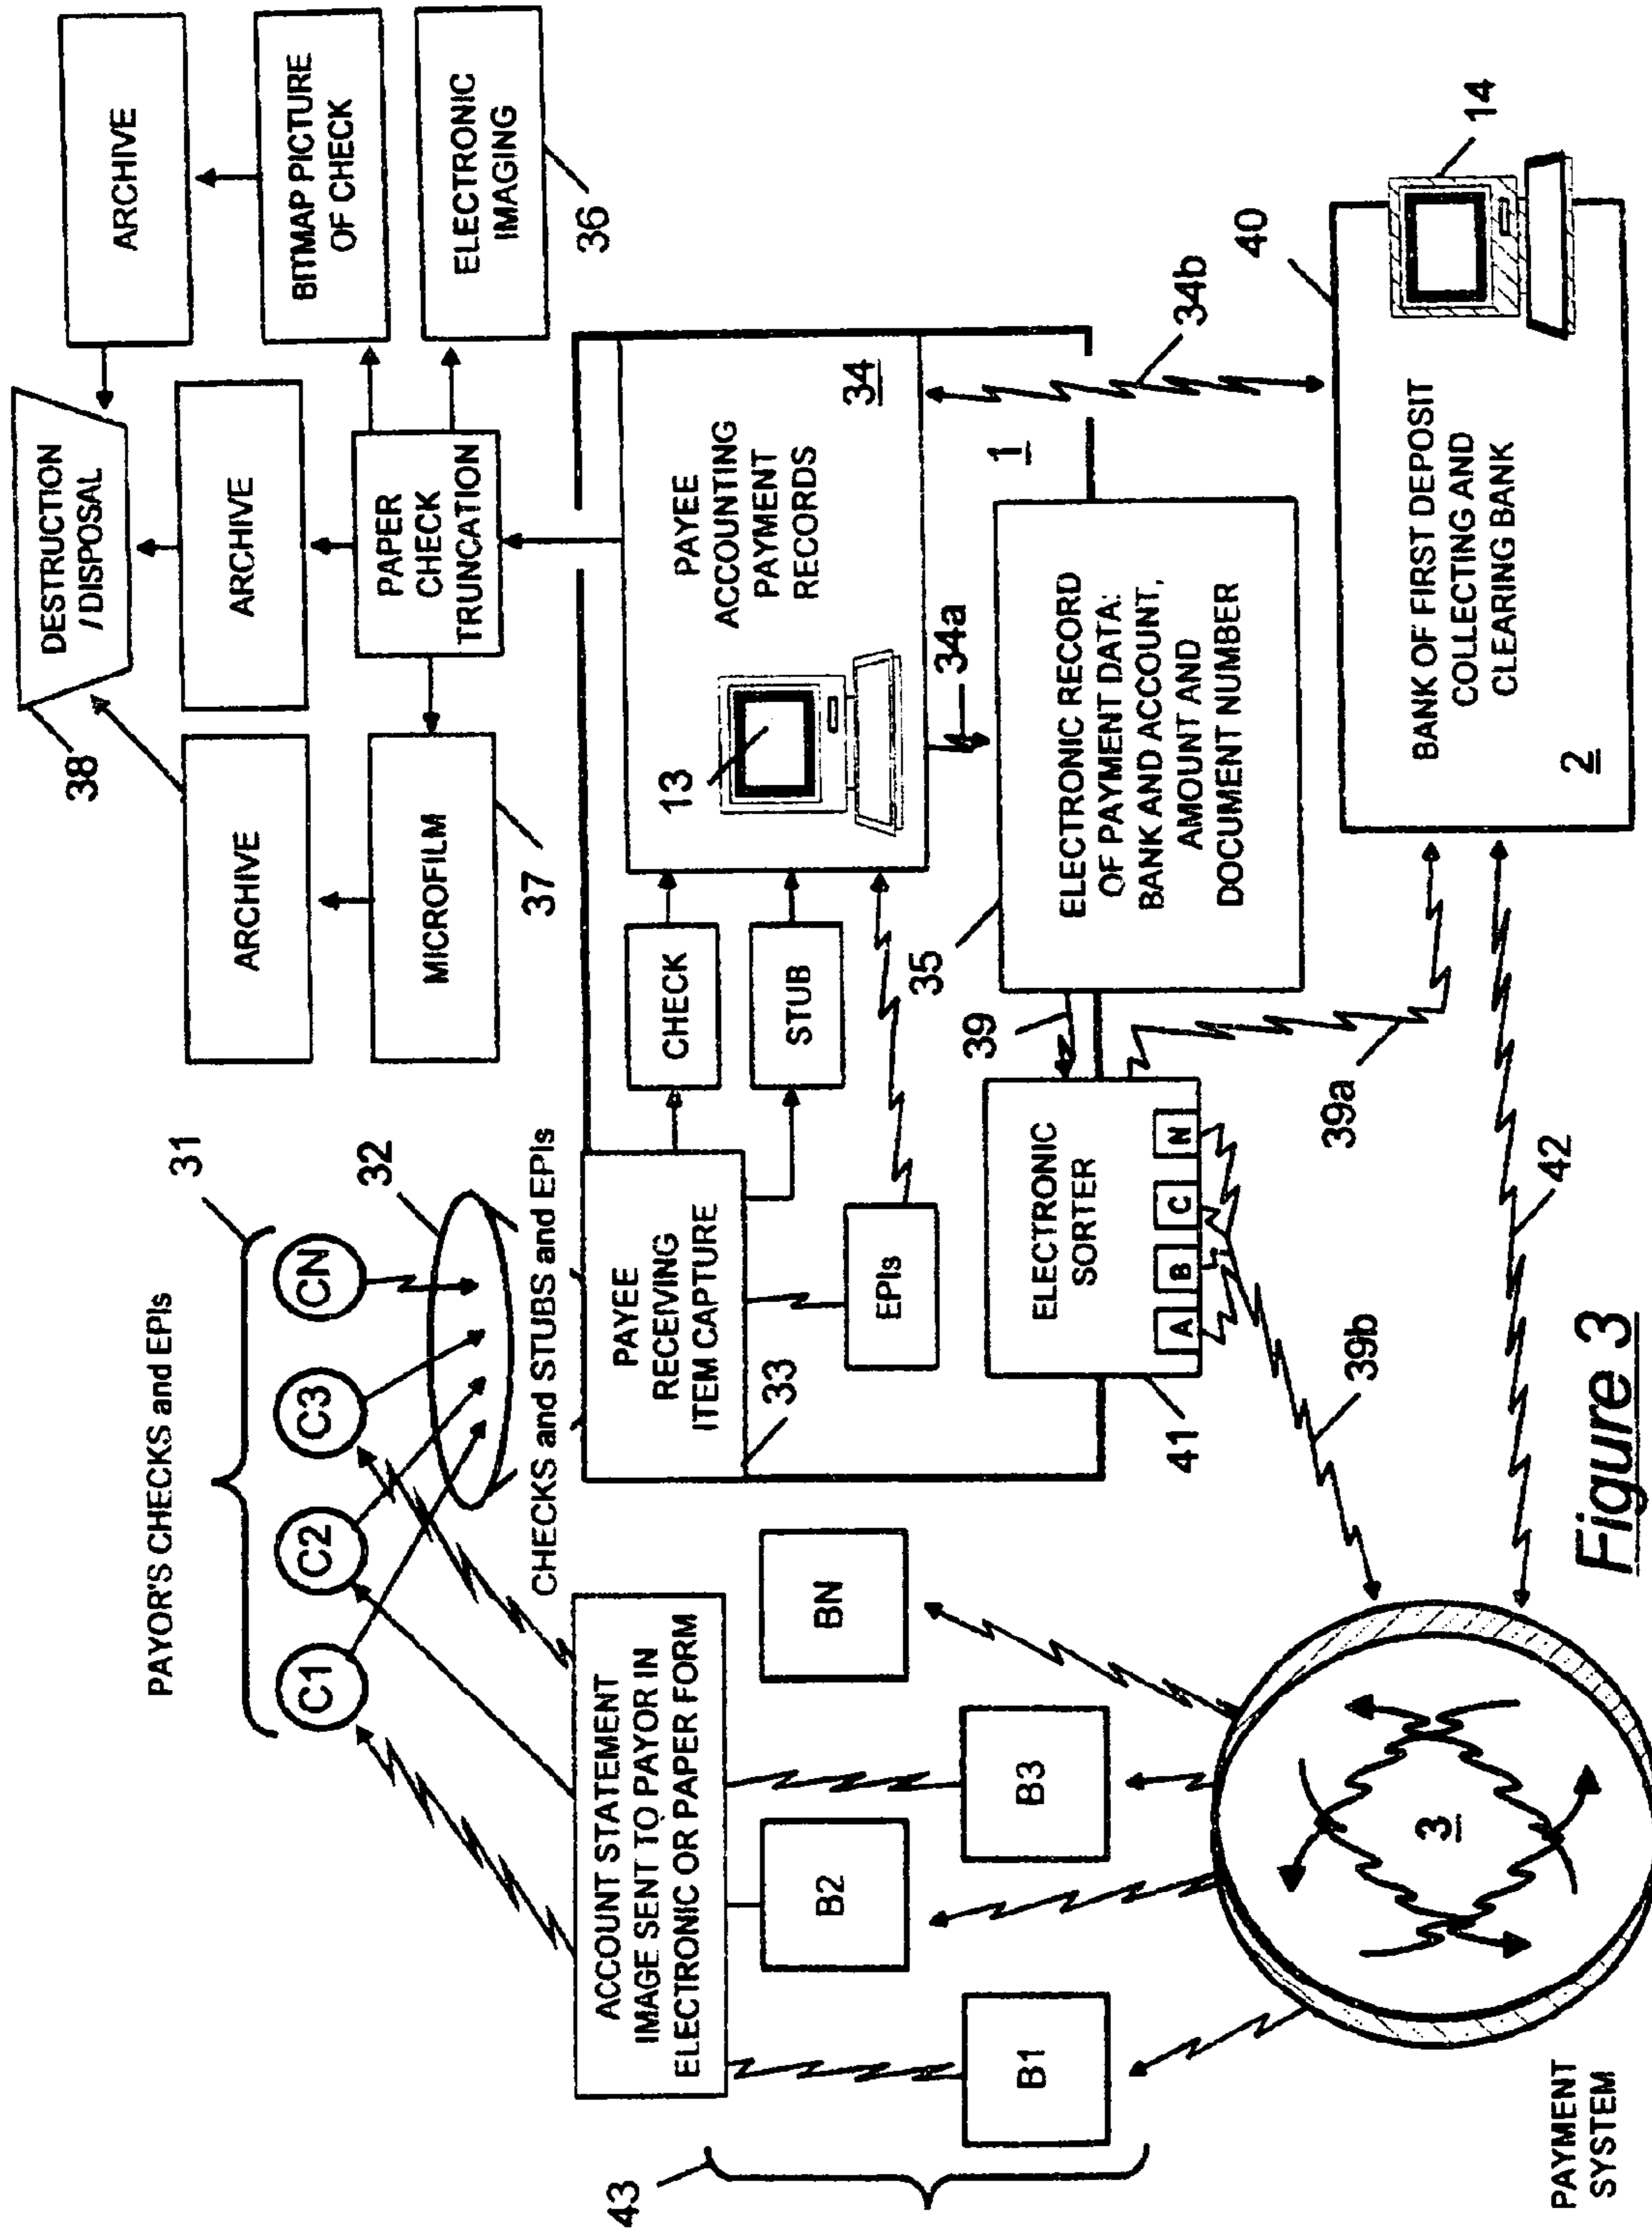 PAYOR'S CHECKS and EPIs
31
C1
C2
C3
CN
32
CHECKS and STUBS and EPIs
38
DESTRUCTION
/ DISPOSAL
ARCHIVE
ARCHIVE
ARCHIVE
BITMAP PICTURE
OF CHECK
MICROFILM
37
PAPER
CHECK
TRUNCATION
ELECTRONIC
IMAGING
36
ACCOUNT STATEMENT
IMAGE SENT TO PAYOR IN
ELECTRONIC OR PAPER FORM
PAYEE
RECEIVING
ITEM CAPTURE
33
CHECK
STUB
EPIs
13
PAYEE
ACCOUNTING
PAYMENT
RECORDS
34
34a
34b
1
43
B1
B2
B3
BN
ELECTRONIC
SORTER
A
B
C
N
41
39
35
ELECTRONIC RECORD
OF PAYMENT DATA:
BANK AND ACCOUNT,
AMOUNT AND
DOCUMENT NUMBER
39a
39b
42
40
14
BANK OF FIRST DEPOSIT
COLLECTING AND
CLEARING BANK
2
PAYMENT
SYSTEM
3
Figure 3